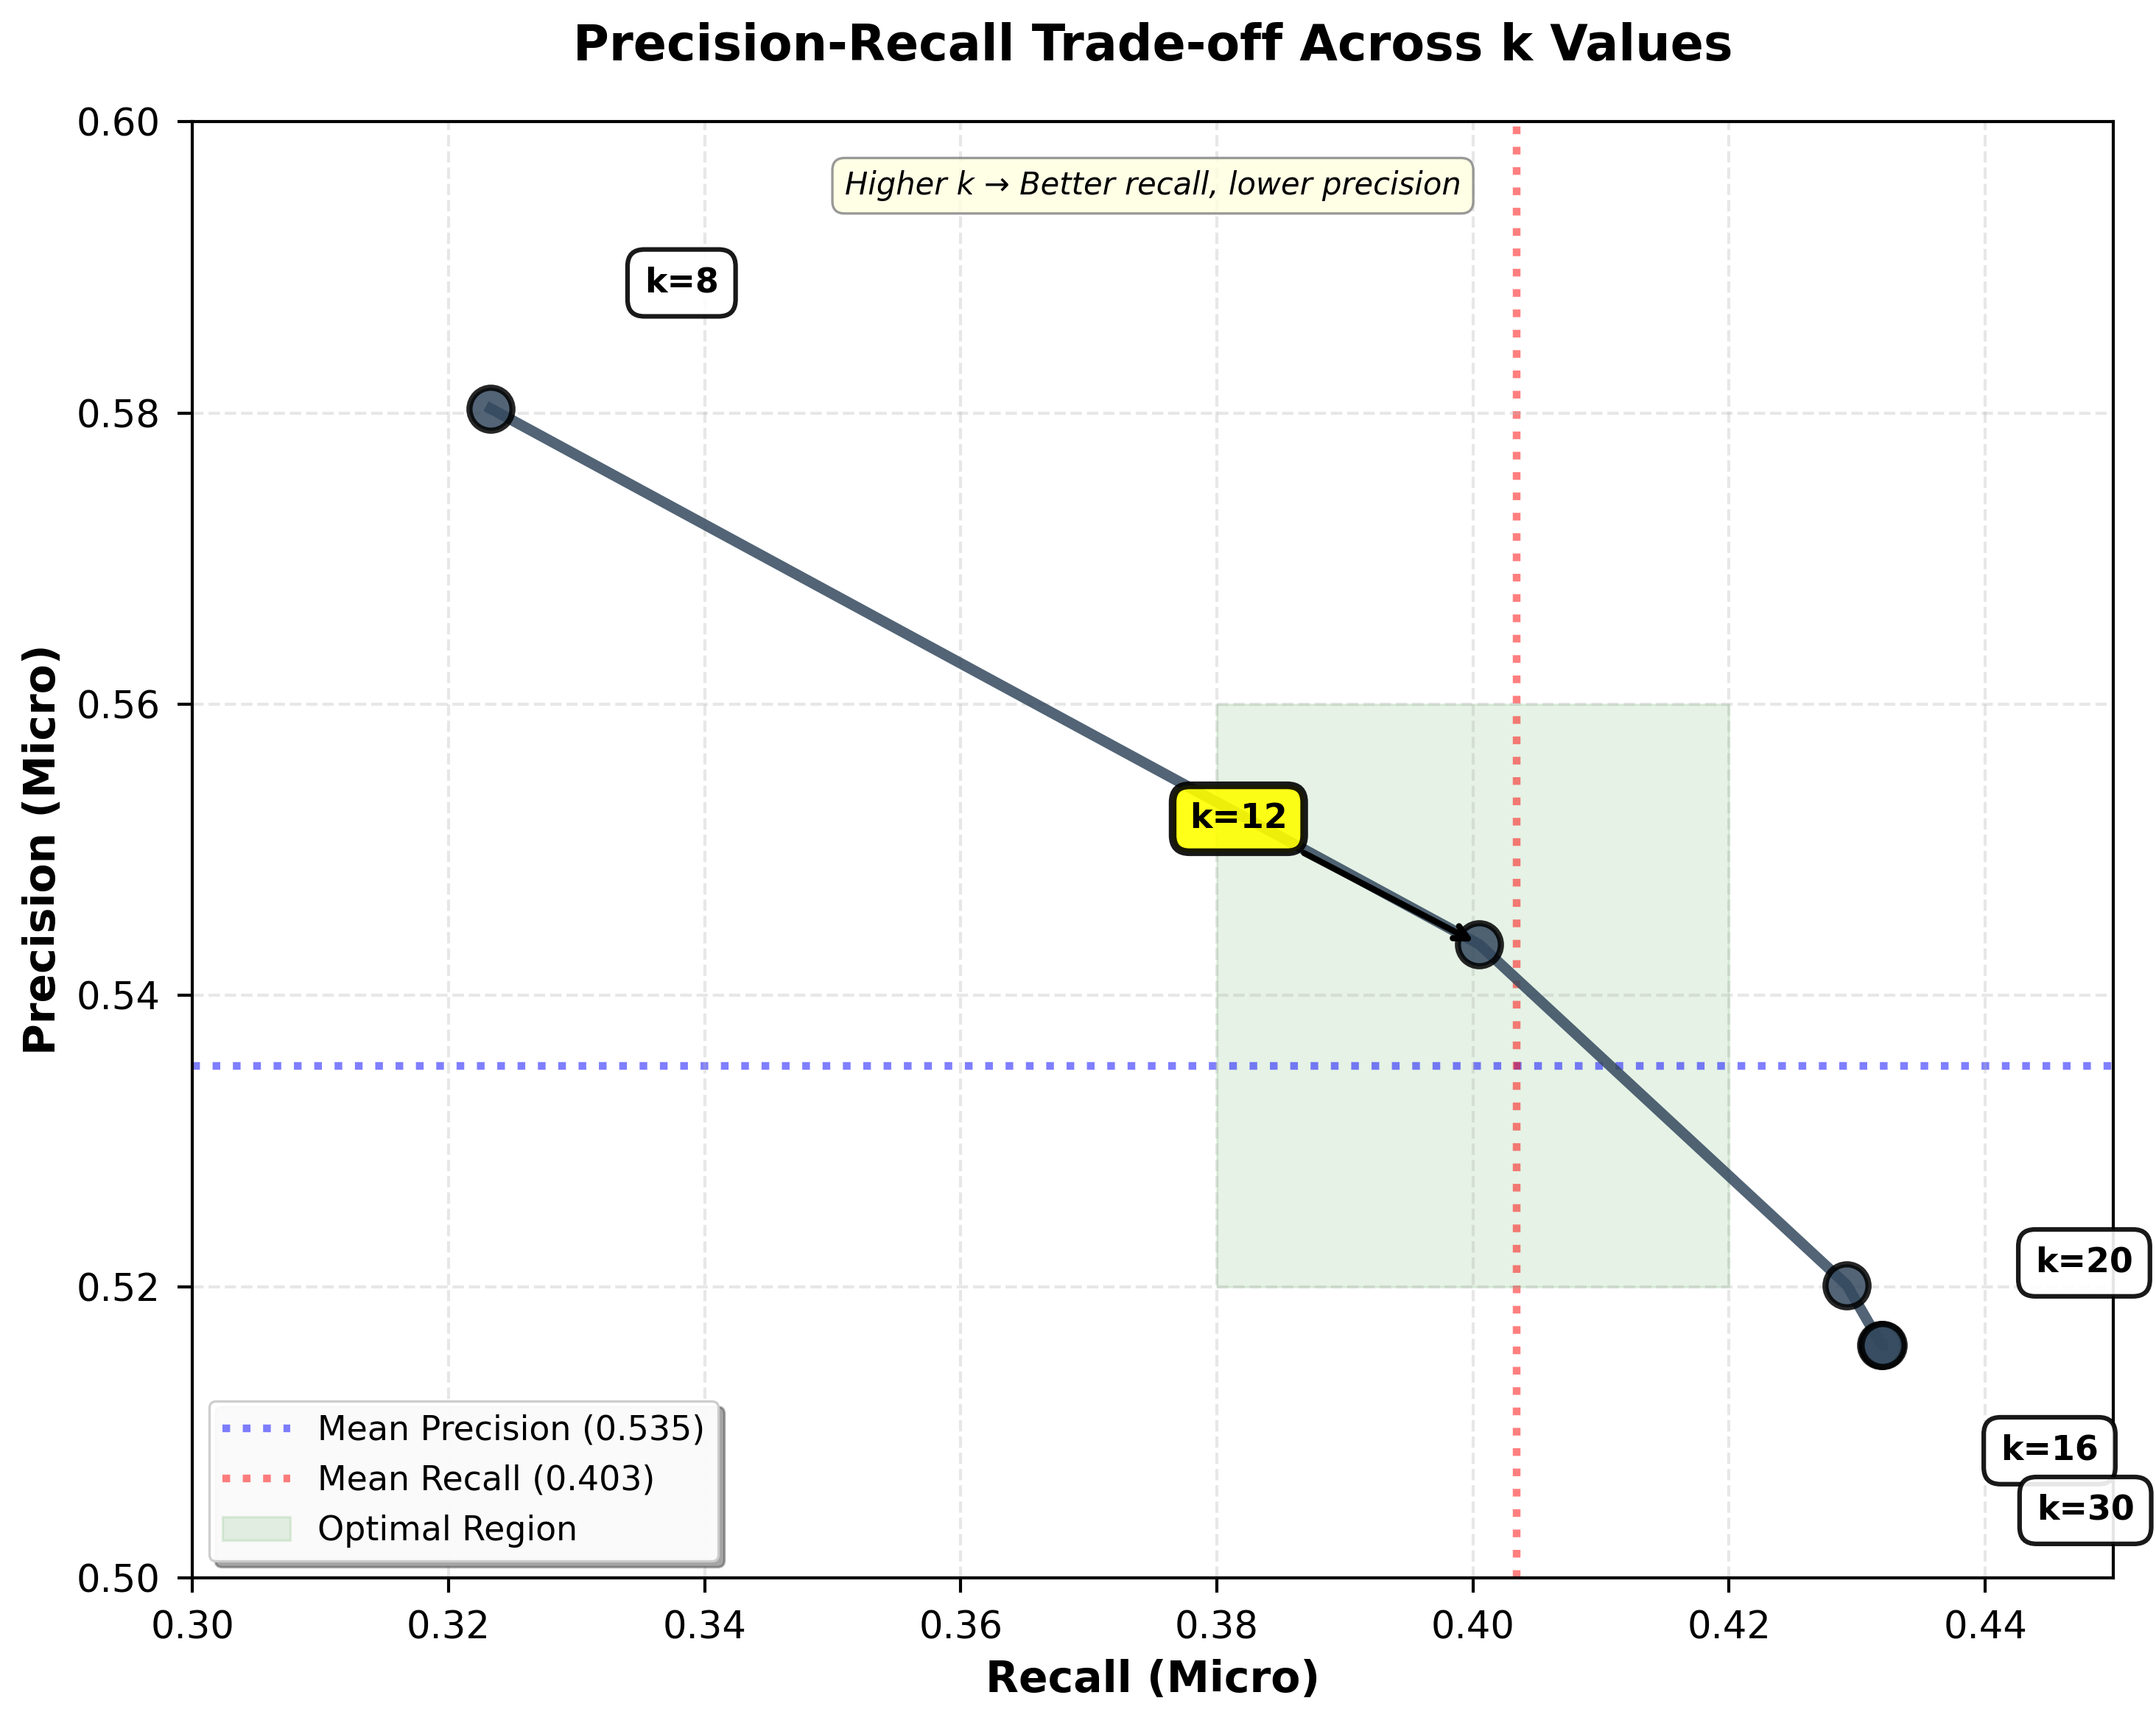 Precision-Recall Trade-off Across k Values
0.60
Higher k → Better recall, lower precision
k=8
0.58
0.56
k=12
0.54
0.52
k=20
k=16
k=30
0.50
Precision (Micro)
Mean Precision (0.535)
Mean Recall (0.403)
Optimal Region
0.30 0.32 0.34 0.36 0.38 0.40 0.42 0.44
Recall (Micro)